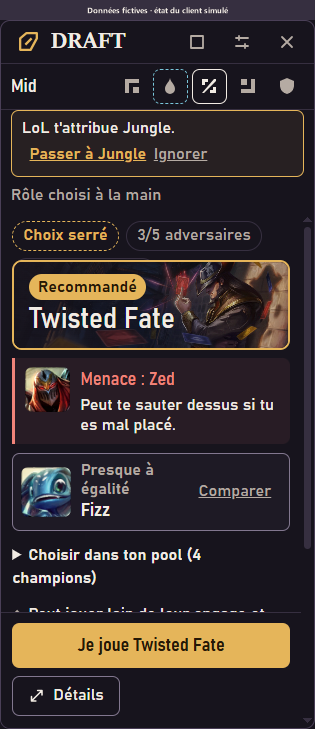 Données fictives · état du client simulé
DRAFT
Mid
LoL t'attribue Jungle.
Passer à Jungle Ignorer
Rôle choisi à la main
Choix serré 3/5 adversaires
Recommandé
Twisted Fate
Menace : Zed
Peut te sauter dessus si tu
es mal placé.
Presque à
égalité
Fizz
Comparer
▶ Choisir dans ton pool (4
champions)
Je joue Twisted Fate
Détails